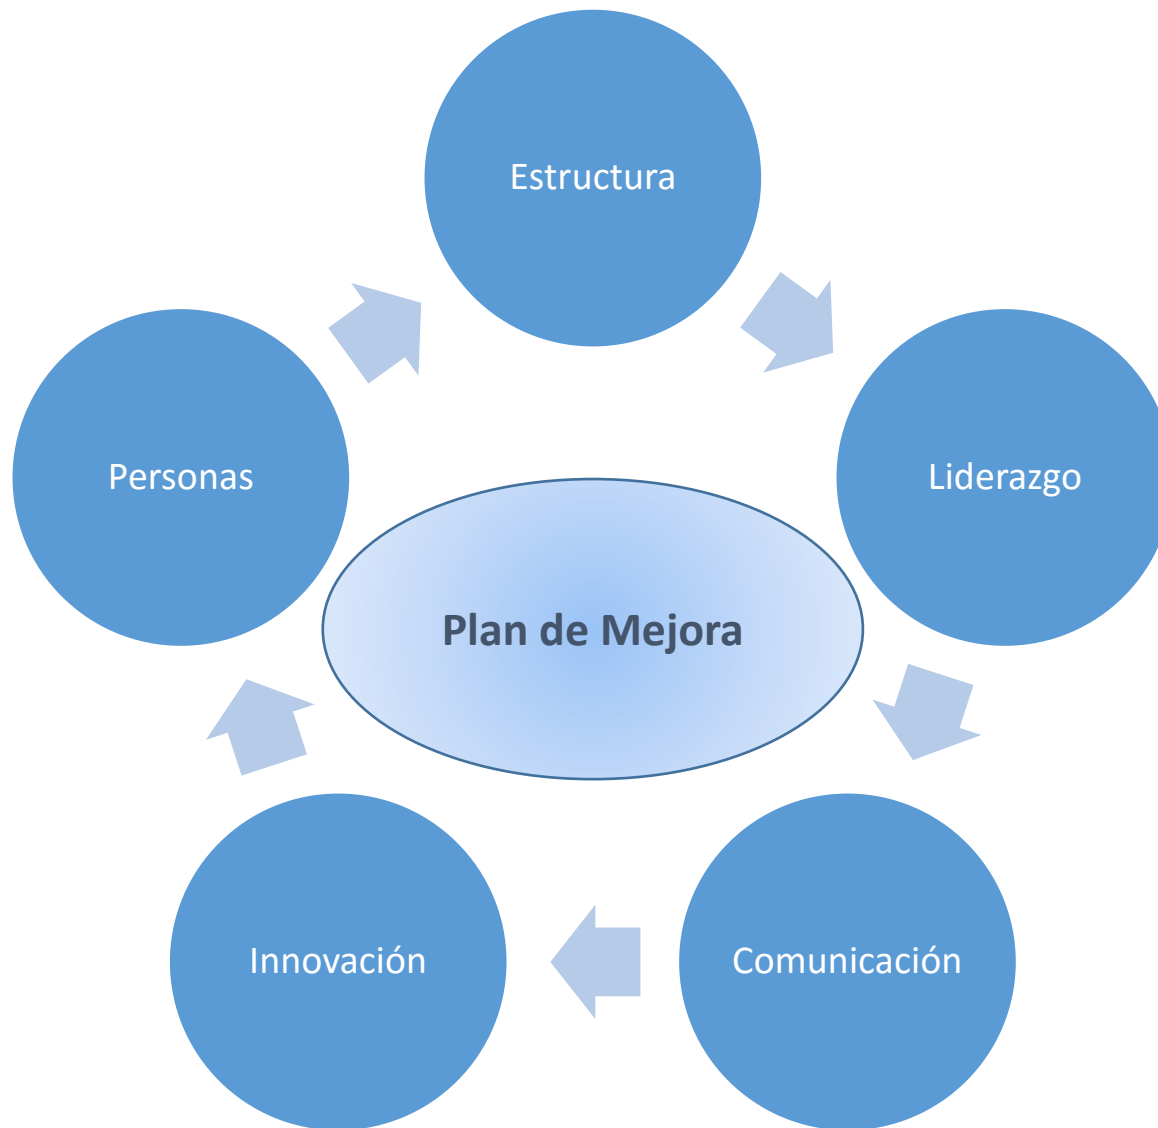 Estructura
Personas
Liderazgo
Plan de Mejora
Innovación
Comunicación